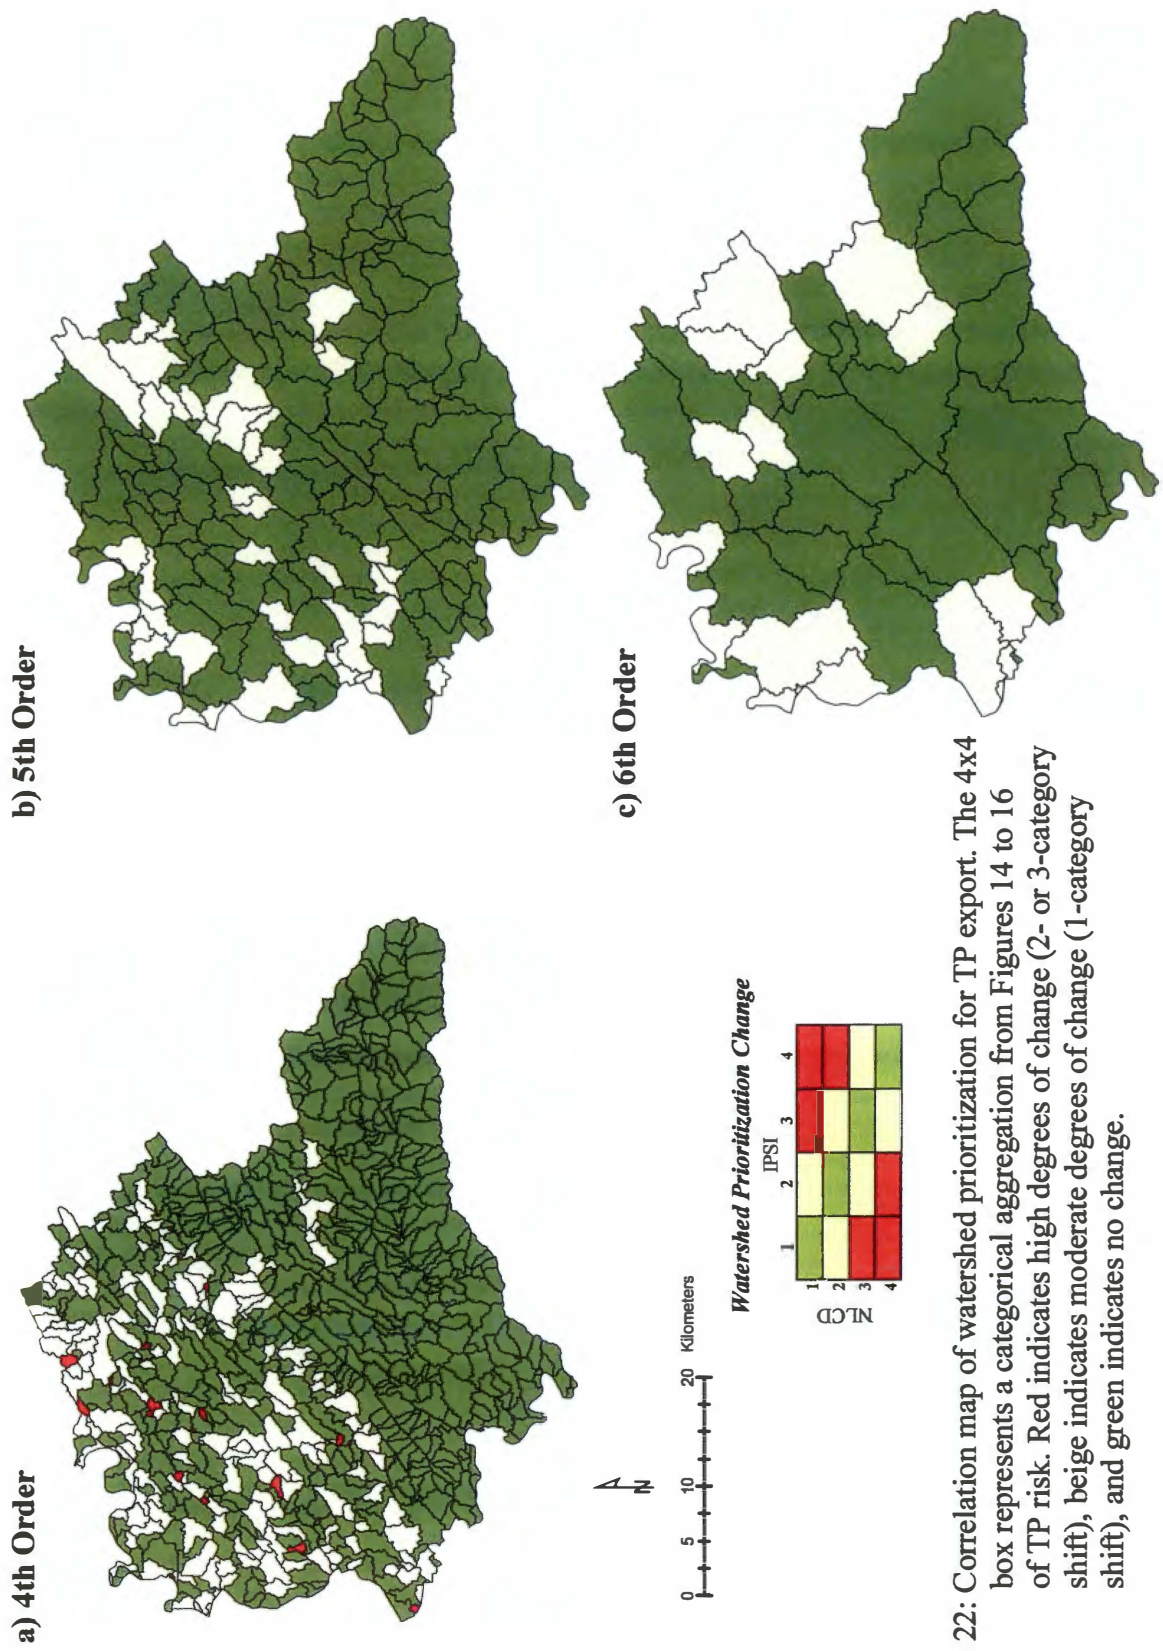 a) 4th Order
b) 5th Order
c) 6th Order
N
0 5 10 20 Kilometers
Watershed Prioritization Change
IPSI
1 2 3 4
NLCD
1
2
3
4
22: Correlation map of watershed prioritization for TP export. The 4x4
box represents a categorical aggregation from Figures 14 to 16
of TP risk. Red indicates high degrees of change (2- or 3-category
shift), beige indicates moderate degrees of change (1-category
shift), and green indicates no change.